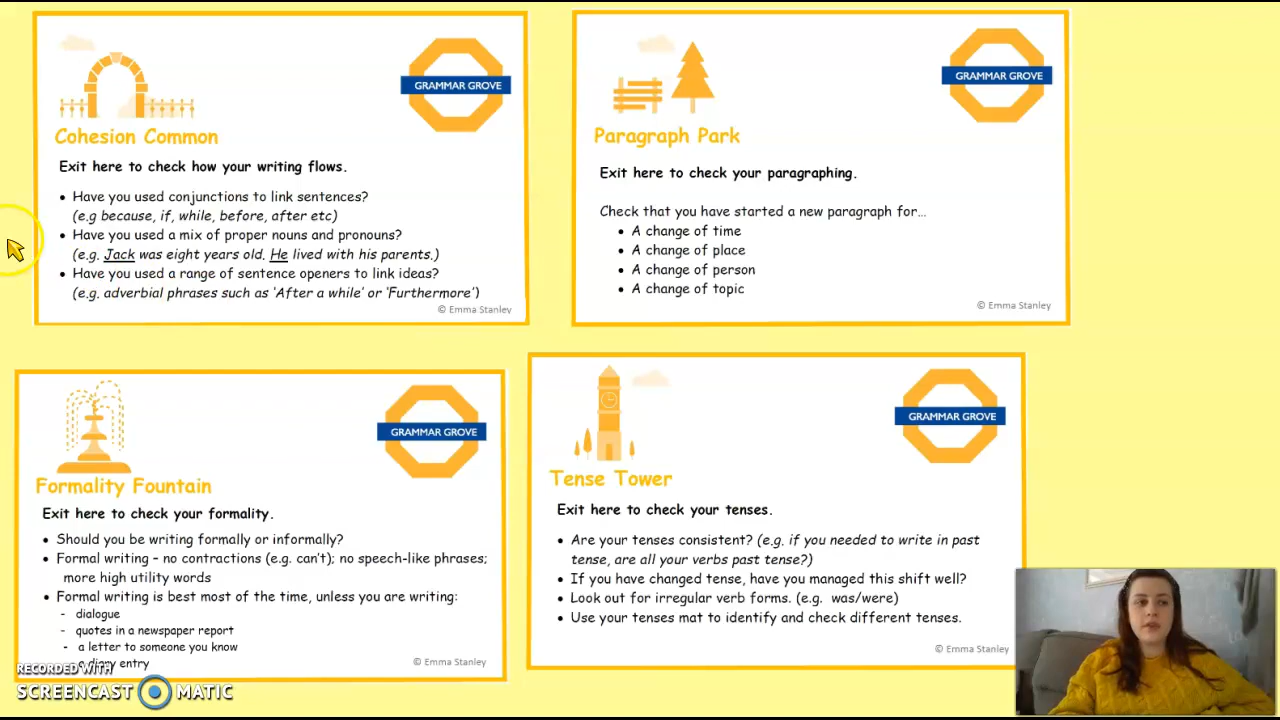 GRAMMAR GROVE
Cohesion Common
Exit here to check how your writing flows.
• Have you used conjunctions to link sentences?
(e.g because, if, while, before, after etc)
• Have you used a mix of proper nouns and pronouns?
(e.g. Jack was eight years old. He lived with his parents.)
• Have you used a range of sentence openers to link ideas?
(e.g. adverbial phrases such as ‘After a while’ or ‘Furthermore’)
© Emma Stanley
GRAMMAR GROVE
Paragraph Park
Exit here to check your paragraphing.
Check that you have started a new paragraph for…
• A change of time
• A change of place
• A change of person
• A change of topic
© Emma Stanley
GRAMMAR GROVE
Formality Fountain
Exit here to check your formality.
• Should you be writing formally or informally?
• Formal writing – no contractions (e.g. can’t); no speech-like phrases;
more high utility words
• Formal writing is best most of the time, unless you are writing:
- dialogue
- quotes in a newspaper report
- a letter to someone you know
a diary entry
© Emma Stanley
GRAMMAR GROVE
Tense Tower
Exit here to check your tenses.
• Are your tenses consistent? (e.g. if you needed to write in past
tense, are all your verbs past tense?)
• If you have changed tense, have you managed this shift well?
• Look out for irregular verb forms. (e.g. was/were)
• Use your tenses mat to identify and check different tenses.
© Emma Stanley
RECORDED WITH
SCREENCAST MATIC